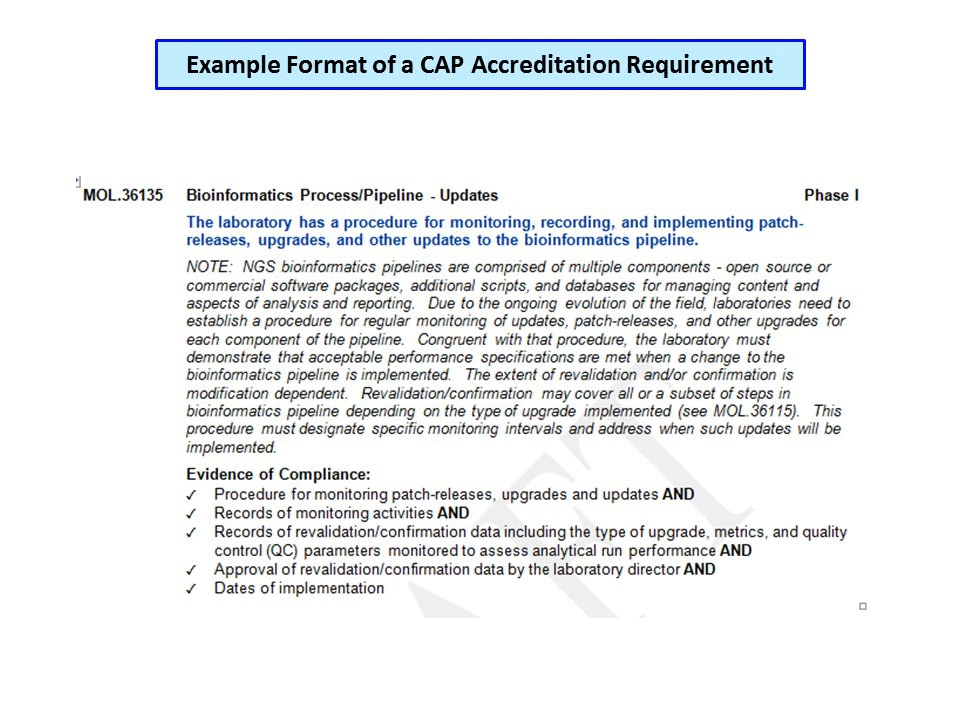 Example Format of a CAP Accreditation Requirement
MOL.36135 Bioinformatics Process/Pipeline - Updates Phase I
The laboratory has a procedure for monitoring, recording, and implementing patch-
releases, upgrades, and other updates to the bioinformatics pipeline.
NOTE: NGS bioinformatics pipelines are comprised of multiple components - open source or
commercial software packages, additional scripts, and databases for managing content and
aspects of analysis and reporting. Due to the ongoing evolution of the field, laboratories need to
establish a procedure for regular monitoring of updates, patch-releases, and other upgrades for
each component of the pipeline. Congruent with that procedure, the laboratory must
demonstrate that acceptable performance specifications are met when a change to the
bioinformatics pipeline is implemented. The extent of revalidation and/or confirmation is
modification dependent. Revalidation/confirmation may cover all or a subset of steps in
bioinformatics pipeline depending on the type of upgrade implemented (see MOL.36115). This
procedure must designate specific monitoring intervals and address when such updates will be
implemented.
Evidence of Compliance:
✓ Procedure for monitoring patch-releases, upgrades and updates AND
✓ Records of monitoring activities AND
✓ Records of revalidation/confirmation data including the type of upgrade, metrics, and quality
control (QC) parameters monitored to assess analytical run performance AND
✓ Approval of revalidation/confirmation data by the laboratory director AND
✓ Dates of implementation